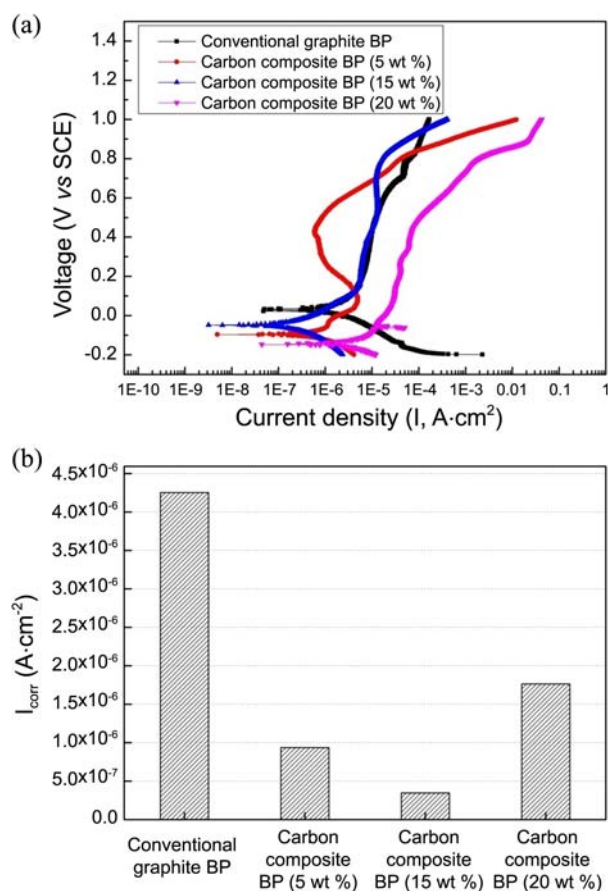 (a)
Conventional graphite BP
Carbon composite BP (5 wt %)
Carbon composite BP (15 wt %)
Carbon composite BP (20 wt %)
1.4
1.2
1.0
0.8
0.6
0.4
0.2
0.0
-0.2
Voltage (V vs SCE)
1E-10 1E-9 1E-8 1E-7 1E-6 1E-5 1E-4 1E-3 0.01 0.1 1
Current density (I, A·cm²)
(b)
4.5x10⁻⁶
4.0x10⁻⁶
3.5x10⁻⁶
3.0x10⁻⁶
2.5x10⁻⁶
2.0x10⁻⁶
1.5x10⁻⁶
1.0x10⁻⁶
5.0x10⁻⁷
0.0
I_corr (A·cm⁻²)
Conventional
graphite BP
Carbon
composite
BP (5 wt %)
Carbon
composite
BP (15 wt %)
Carbon
composite
BP (20 wt %)